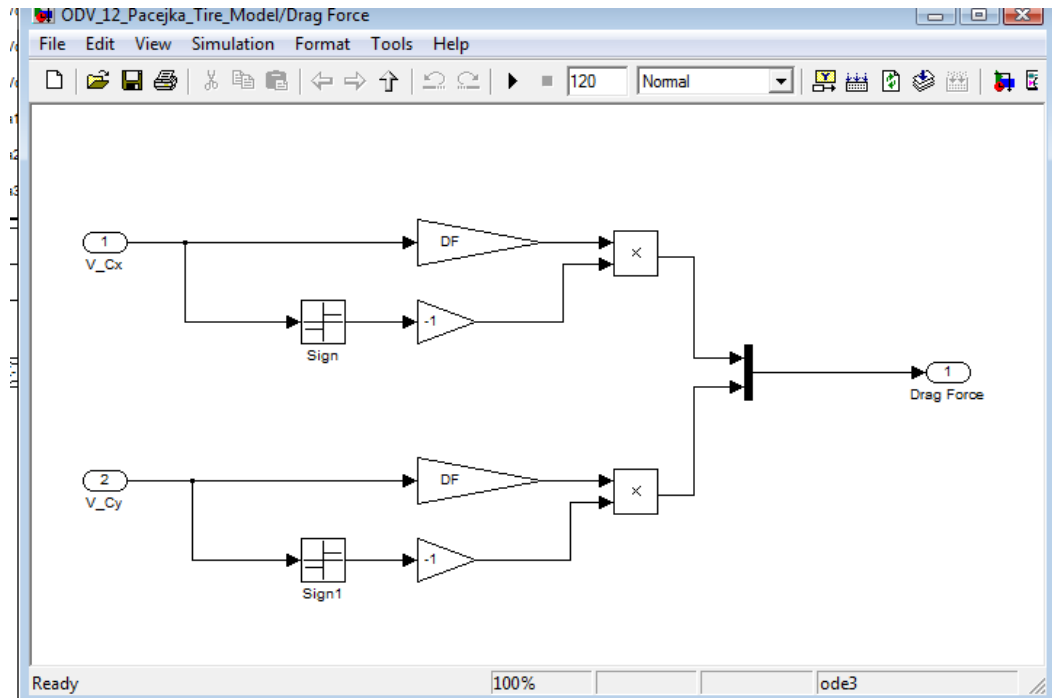 ODV_12_Pacejka_Tire_Model/Drag Force
File Edit View Simulation Format Tools Help
120 Normal
1
V_Cx
DF
×
-1
Sign
1
Drag Force
2
V_Cy
DF
×
-1
Sign1
Ready 100% ode3